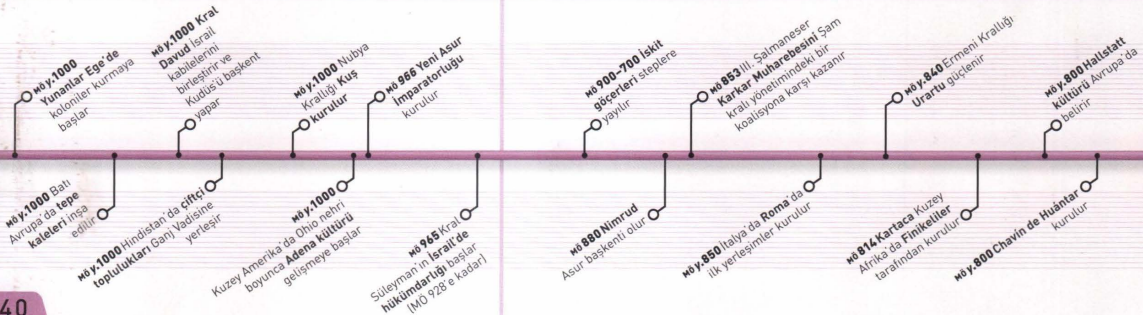 MÖ y.1000
Yunanlar Ege'de
koloniler kurmaya
başlar
MÖ y.1000 Kral
Davud İsrail
kabilelerini
birleştirir ve
Kudüs'ü başkent
yapar
MÖ y.1000 Nubya
Krallığı Kuş
kurulur
MÖ 966 Yeni Asur
İmparatorluğu
kurulur
MÖ 900–700 İskit
göçerleri steplere
yayılır
MÖ 853 III. Şalmaneser
Karkar Muharebesini Şam
kralı yönetimindeki bir
koalisyona karşı kazanır
MÖ y.840 Ermeni Krallığı
Urartu güçlenir
MÖ y.800 Hallstatt
kültürü Avrupa'da
belirir
MÖ y.1000 Batı
Avrupa'da tepe
kaleleri inşa
edilir
MÖ y.1000 Hindistan'da çiftçi
toplulukları Ganj Vadisine
yerleşir
MÖ y.1000
Kuzey Amerika'da Ohio nehri
boyunca Adena kültürü
gelişmeye başlar
MÖ 965 Kral
Süleyman'ın İsrail'de
hükümdarlığı başlar
(MÖ 928'e kadar)
MÖ 880 Nimrud
Asur başkenti olur
MÖ y.850 İtalya'da Roma'da
ilk yerleşimler kurulur
MÖ 814 Kartaca Kuzey
Afrika'da Finikeliler
tarafından kurulur
MÖ y.800 Chavín de Huántar
kurulur
40